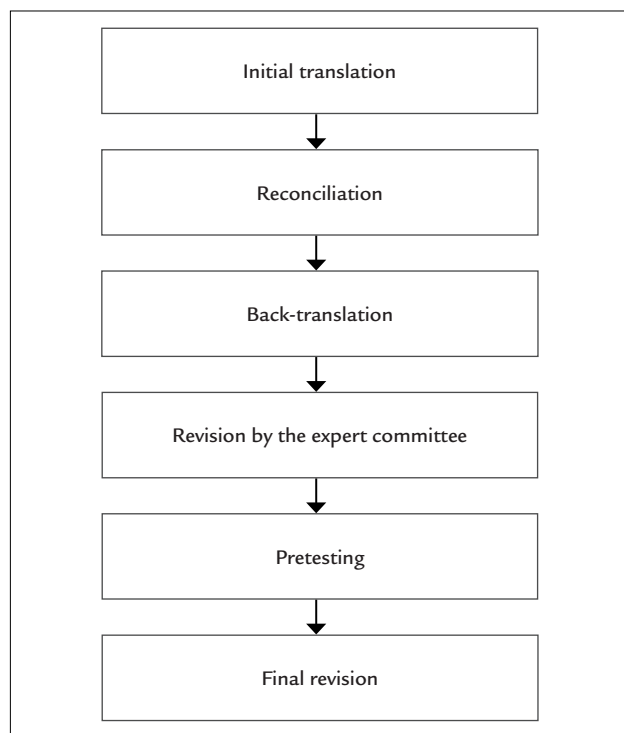 Initial translation
Reconciliation
Back-translation
Revision by the expert committee
Pretesting
Final revision